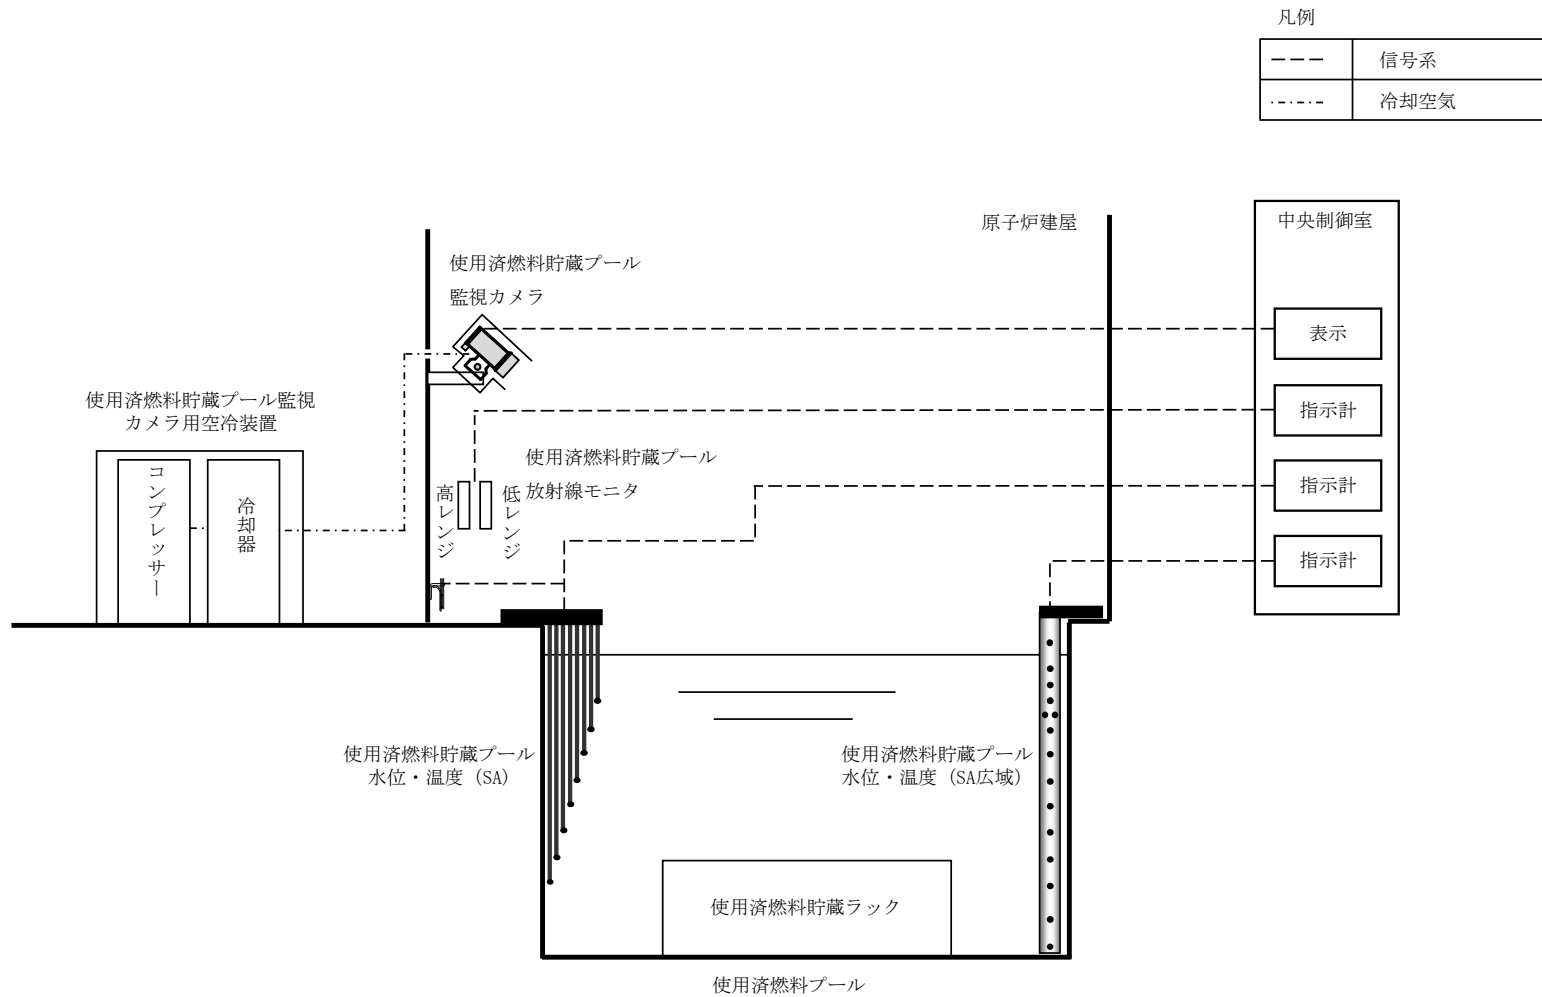 凡例
信号系
冷却空気
原子炉建屋
中央制御室
使用済燃料貯蔵プール
監視カメラ
表示
使用済燃料貯蔵プール監視
カメラ用空冷装置
指示計
コンプレッサー
冷却器
高レンジ
低レンジ
使用済燃料貯蔵プール
放射線モニタ
指示計
指示計
使用済燃料貯蔵プール
水位・温度（SA）
使用済燃料貯蔵プール
水位・温度（SA広域）
使用済燃料貯蔵ラック
使用済燃料プール